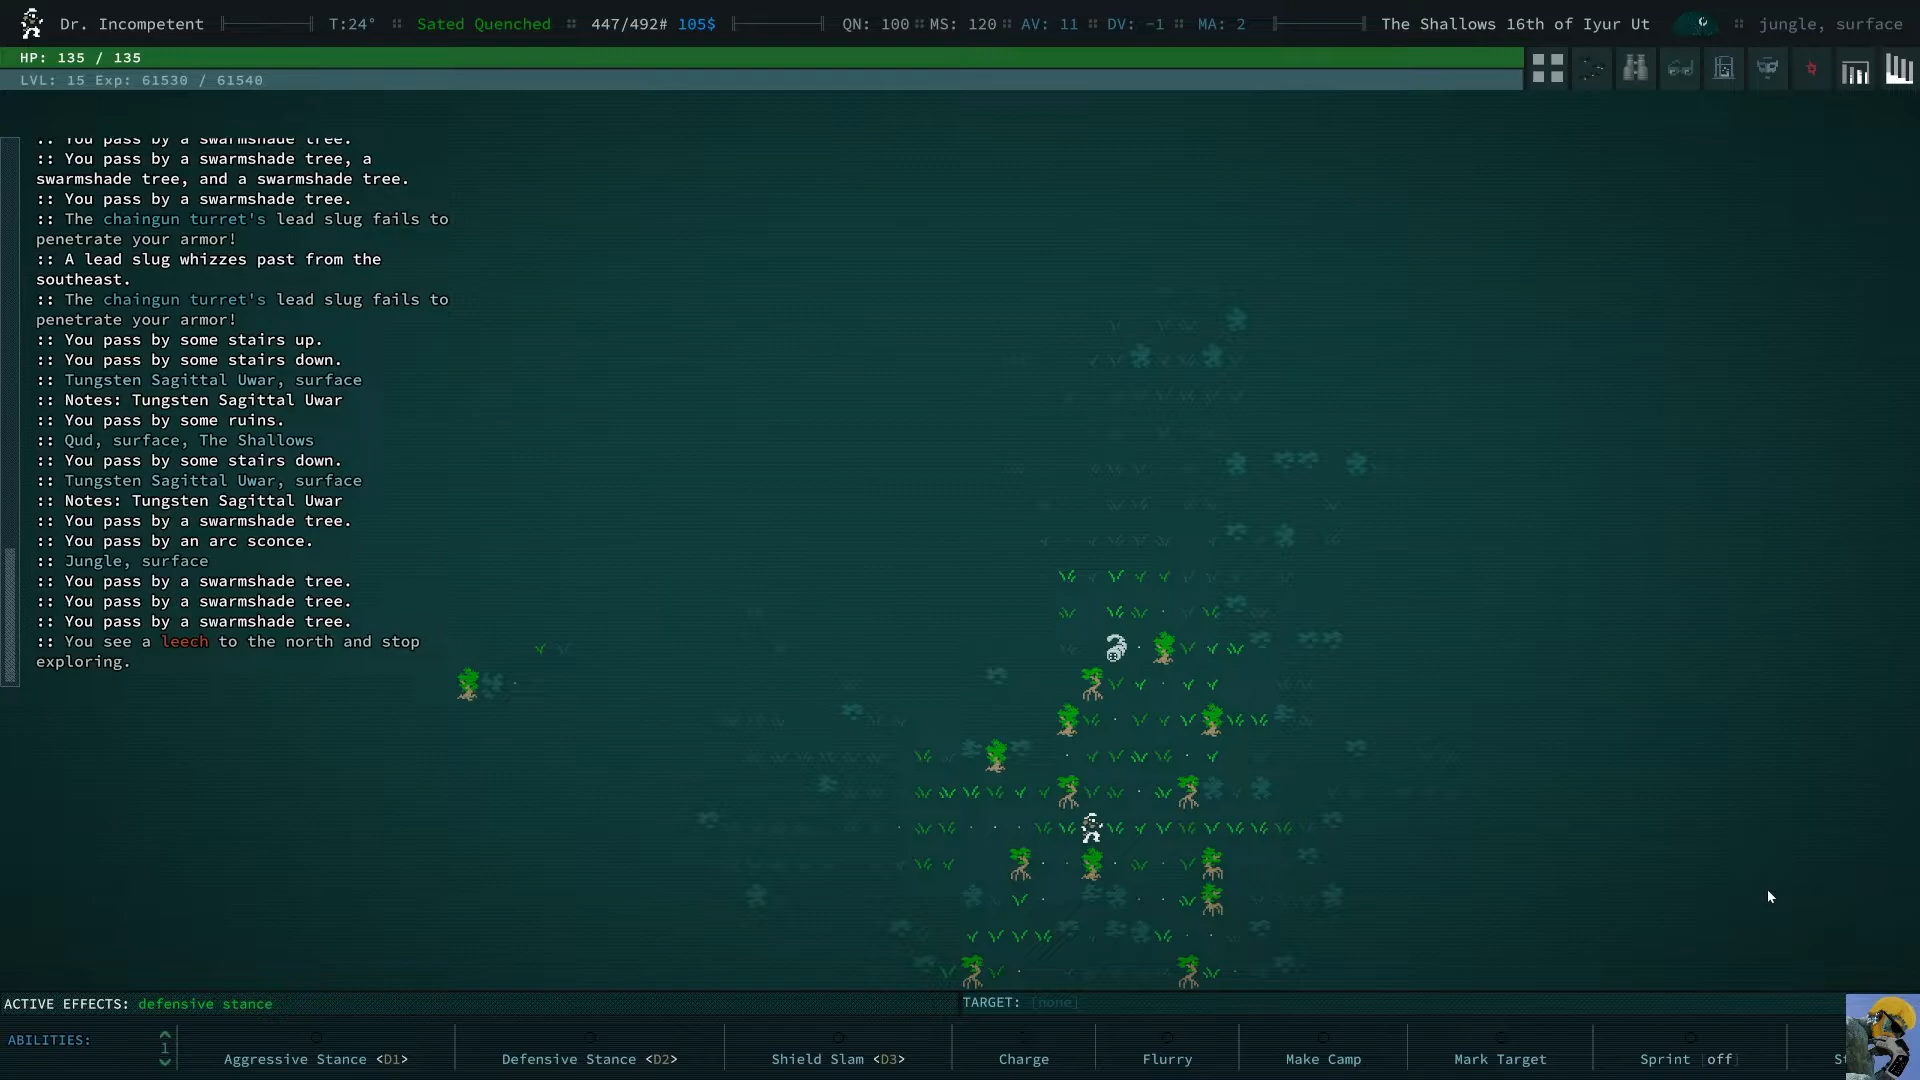 Dr. Incompetent
T:24°
Sated Quenched
447/492# 105$
QN: 100
MS: 120
AV: 11
DV: -1
MA: 2
The Shallows 16th of Iyur Ut
jungle, surface
HP: 135 / 135
LVL: 15 Exp: 61530 / 61540
:: You pass by a swarmshade tree.
:: You pass by a swarmshade tree, a
swarmshade tree, and a swarmshade tree.
:: You pass by a swarmshade tree.
:: The chaingun turret's lead slug fails to
penetrate your armor!
:: A lead slug whizzes past from the
southeast.
:: The chaingun turret's lead slug fails to
penetrate your armor!
:: You pass by some stairs up.
:: You pass by some stairs down.
:: Tungsten Sagittal Uwar, surface
:: Notes: Tungsten Sagittal Uwar
:: You pass by some ruins.
:: Qud, surface, The Shallows
:: You pass by some stairs down.
:: Tungsten Sagittal Uwar, surface
:: Notes: Tungsten Sagittal Uwar
:: You pass by a swarmshade tree.
:: You pass by an arc sconce.
:: Jungle, surface
:: You pass by a swarmshade tree.
:: You pass by a swarmshade tree.
:: You pass by a swarmshade tree.
:: You see a leech to the north and stop
exploring.
ACTIVE EFFECTS: defensive stance
TARGET: [none]
ABILITIES:
1
Aggressive Stance <D1>
Defensive Stance <D2>
Shield Slam <D3>
Charge
Flurry
Make Camp
Mark Target
Sprint [off]